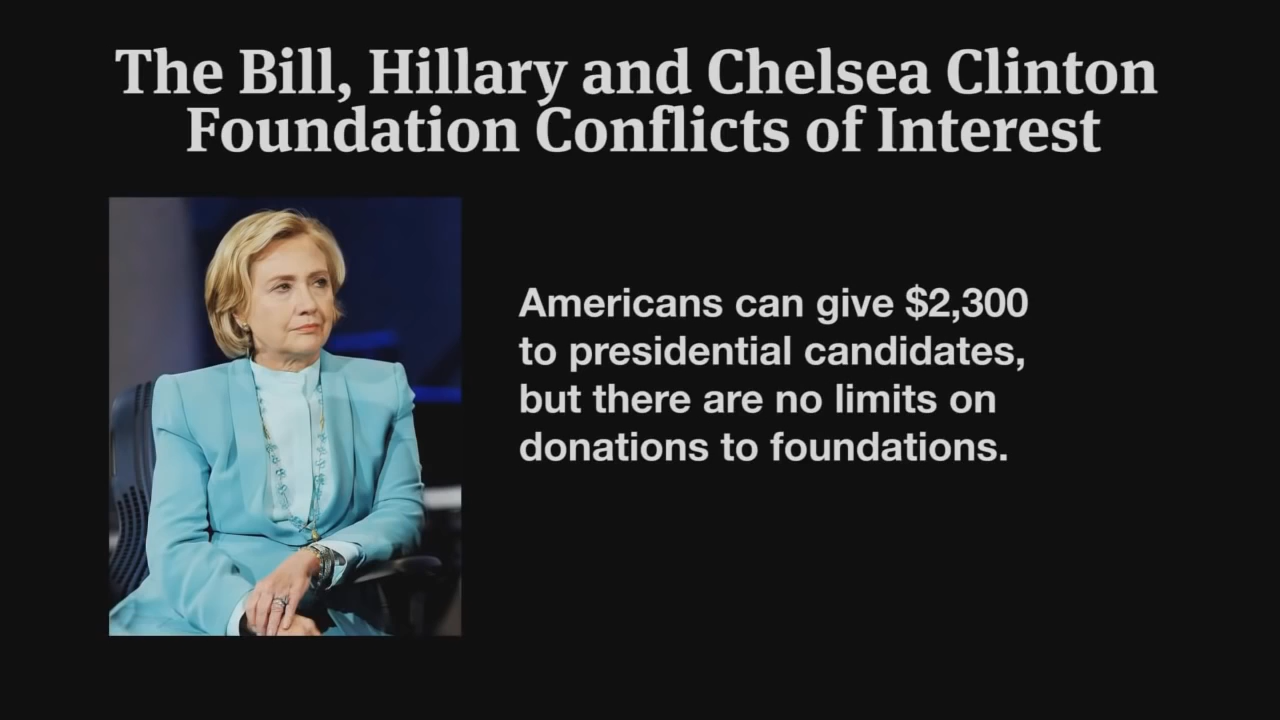 The Bill, Hillary and Chelsea Clinton
Foundation Conflicts of Interest
Americans can give $2,300
to presidential candidates,
but there are no limits on
donations to foundations.